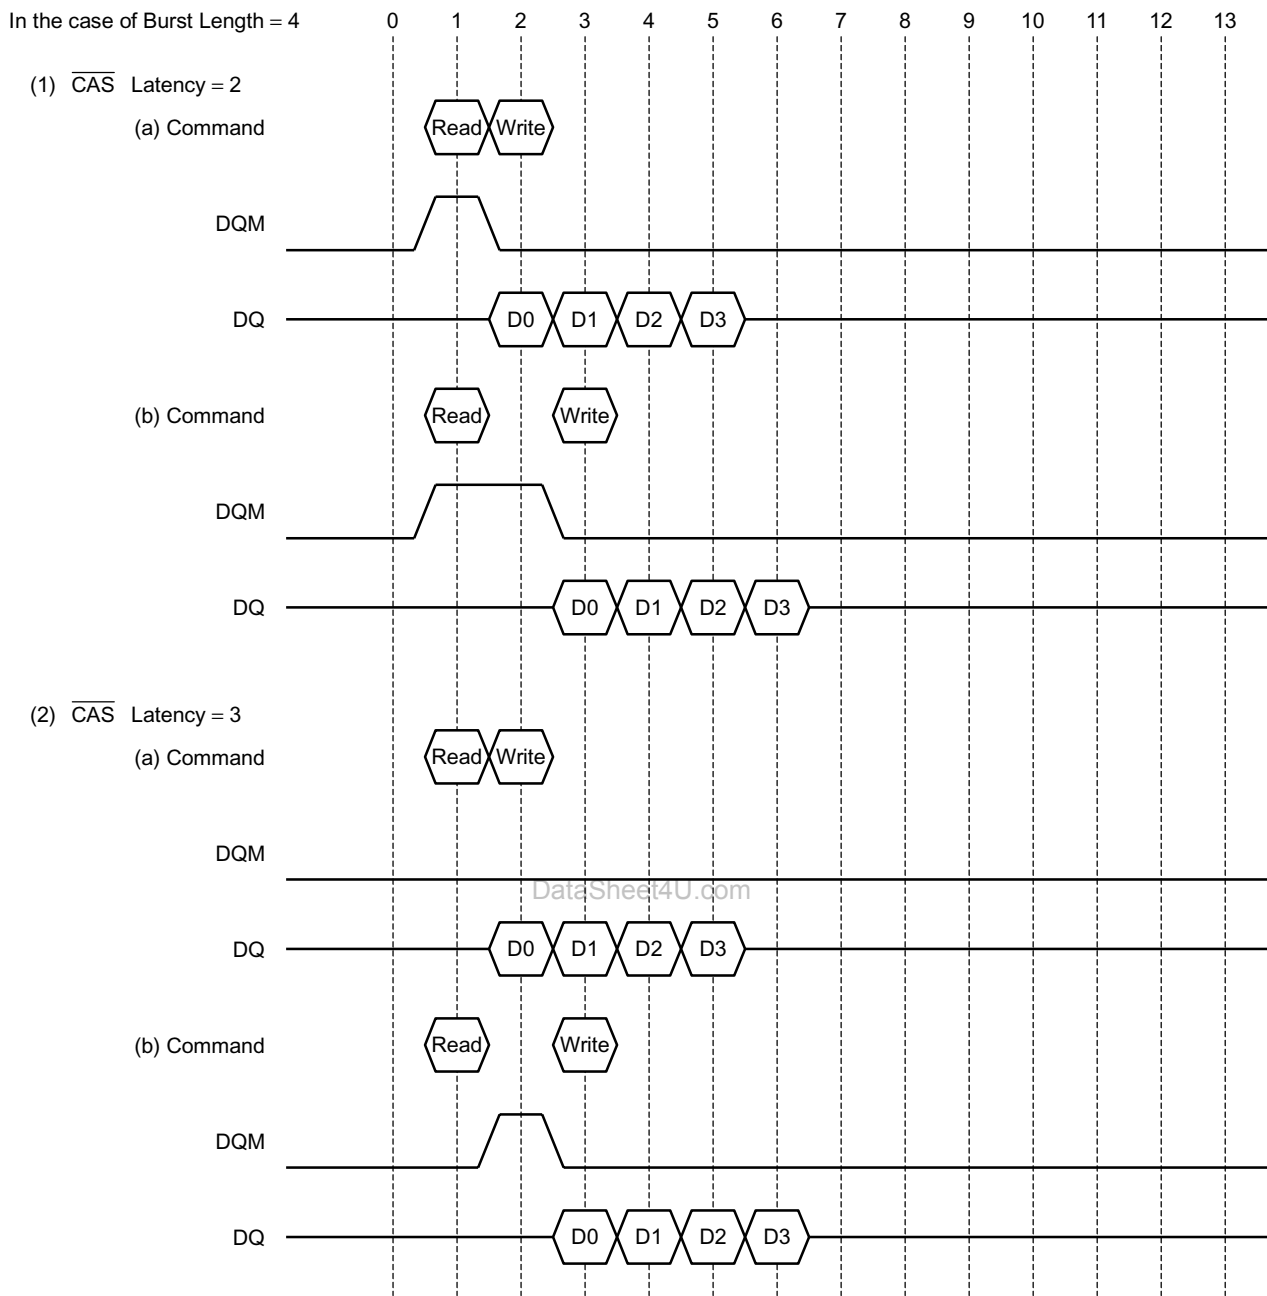 In the case of Burst Length = 4 0 1 2 3 4 5 6 7 8 9 10 11 12 13
(1) CAS Latency = 2
(a) Command Read Write
DQM
DQ D0 D1 D2 D3
(b) Command Read Write
DQM
DQ D0 D1 D2 D3
(2) CAS Latency = 3
(a) Command Read Write
DQM
DataSheet4U.com
DQ D0 D1 D2 D3
(b) Command Read Write
DQM
DQ D0 D1 D2 D3